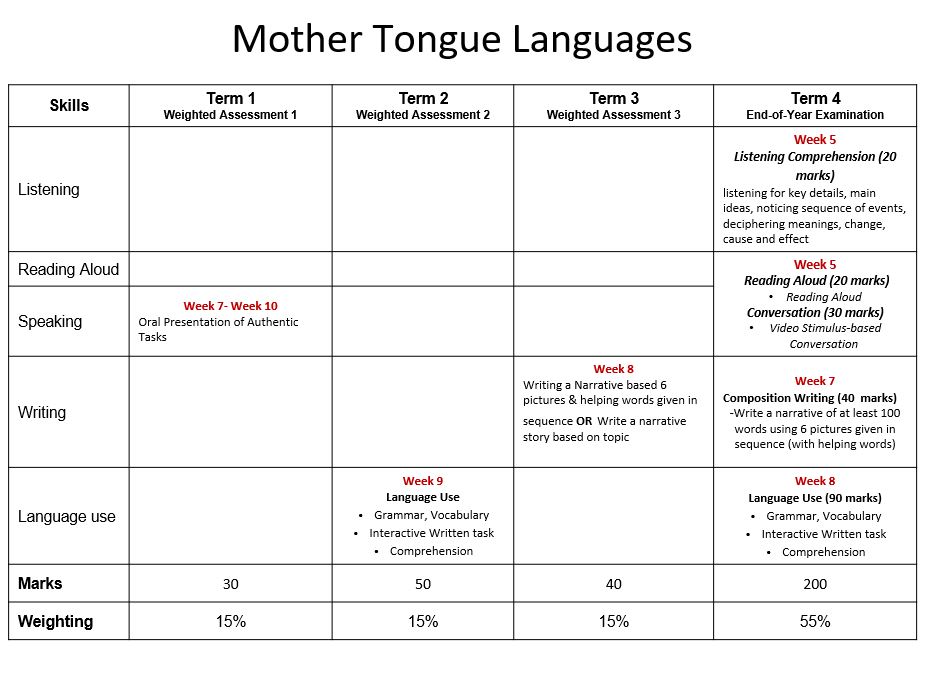 Mother Tongue Languages
Skills
Term 1
Weighted Assessment 1
Term 2
Weighted Assessment 2
Term 3
Weighted Assessment 3
Term 4
End-of-Year Examination
Listening
Week 5
Listening Comprehension (20
marks)
listening for key details, main
ideas, noticing sequence of events,
deciphering meanings, change,
cause and effect
Reading Aloud
Week 5
Reading Aloud (20 marks)
• Reading Aloud
Conversation (30 marks)
• Video Stimulus-based
Conversation
Speaking
Week 7- Week 10
Oral Presentation of Authentic
Tasks
Writing
Week 8
Writing a Narrative based 6
pictures & helping words given in
sequence OR Write a narrative
story based on topic
Week 7
Composition Writing (40 marks)
-Write a narrative of at least 100
words using 6 pictures given in
sequence (with helping words)
Language use
Week 9
Language Use
• Grammar, Vocabulary
• Interactive Written task
• Comprehension
Week 8
Language Use (90 marks)
• Grammar, Vocabulary
• Interactive Written task
• Comprehension
Marks
30
50
40
200
Weighting
15%
15%
15%
55%